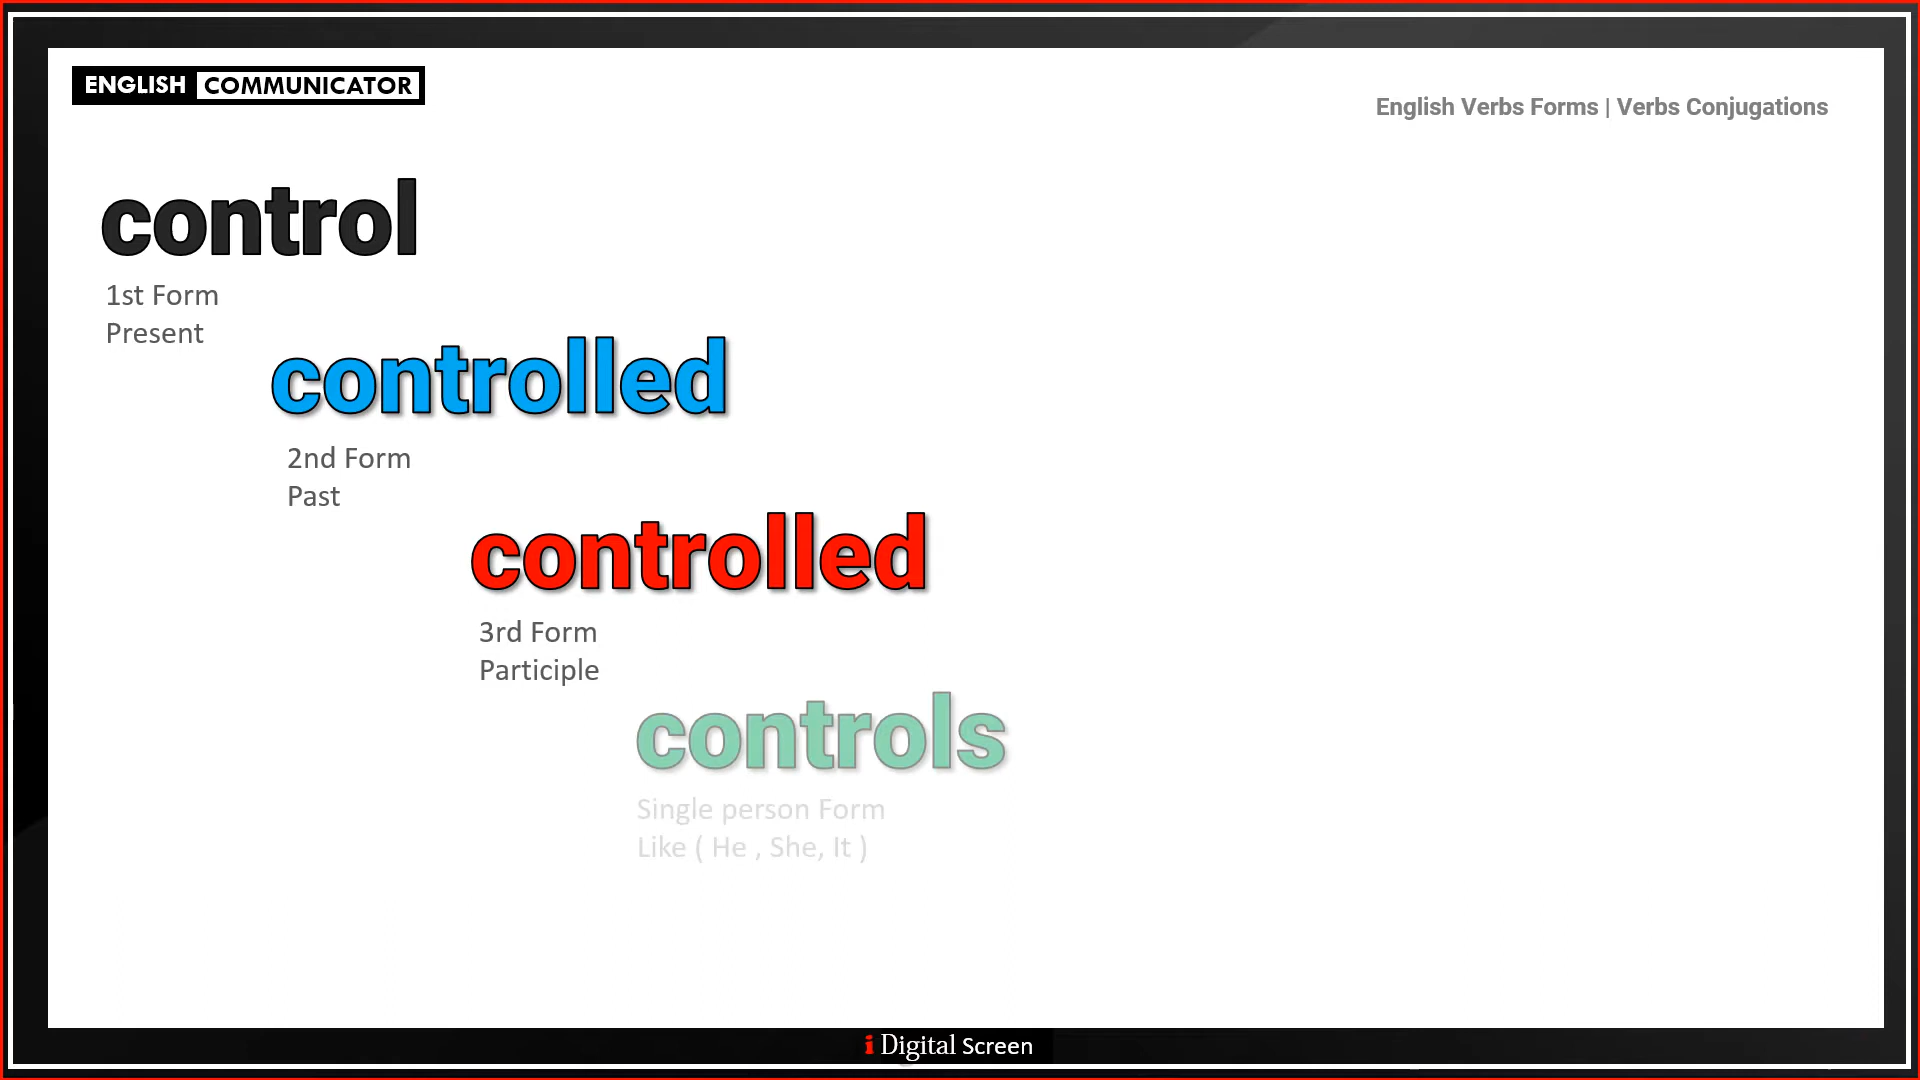 ENGLISH COMMUNICATOR
English Verbs Forms | Verbs Conjugations
control
1st Form
Present
controlled
2nd Form
Past
controlled
3rd Form
Participle
controls
Single person Form
Like ( He , She, It )
i Digital Screen